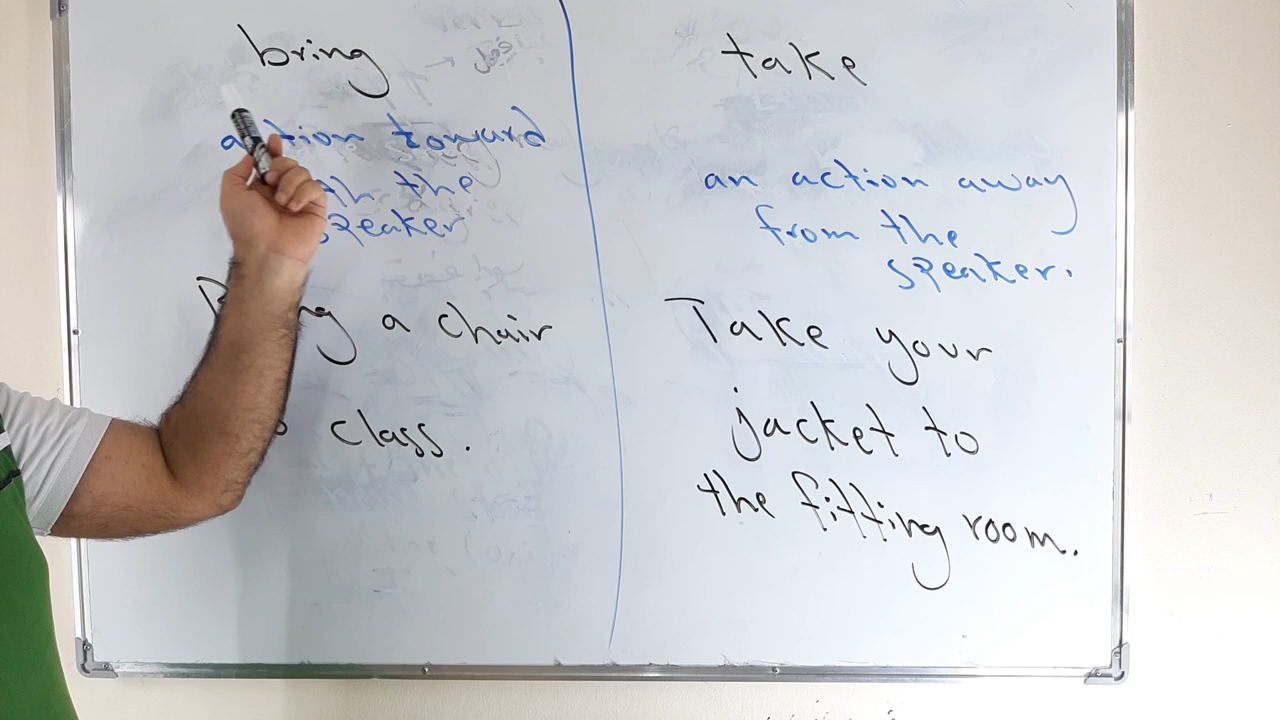 bring
action toward
the
speaker
a chair
class.
take
an action away
from the
speaker.
Take your
jacket to
the fitting room.